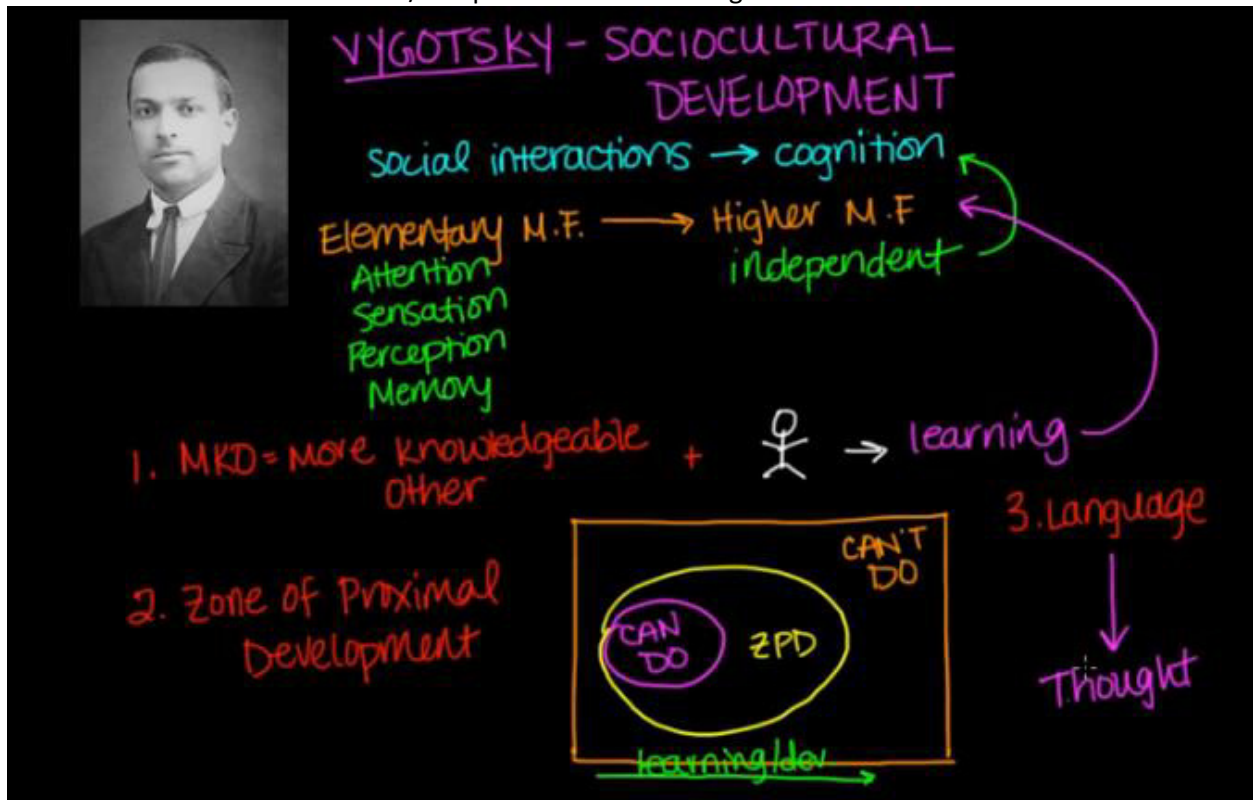 VYGOTSKY - SOCIOCULTURAL
DEVELOPMENT
Social interactions → cognition
Elementary M.F. → Higher M.F
Attention
Sensation
Perception
Memory
independent
1. MKO = More Knowledgeable
Other
+
→ learning
2. Zone of Proximal
Development
CAN'T
DO
CAN
DO
ZPD
learning/dev
3. Language
Thought